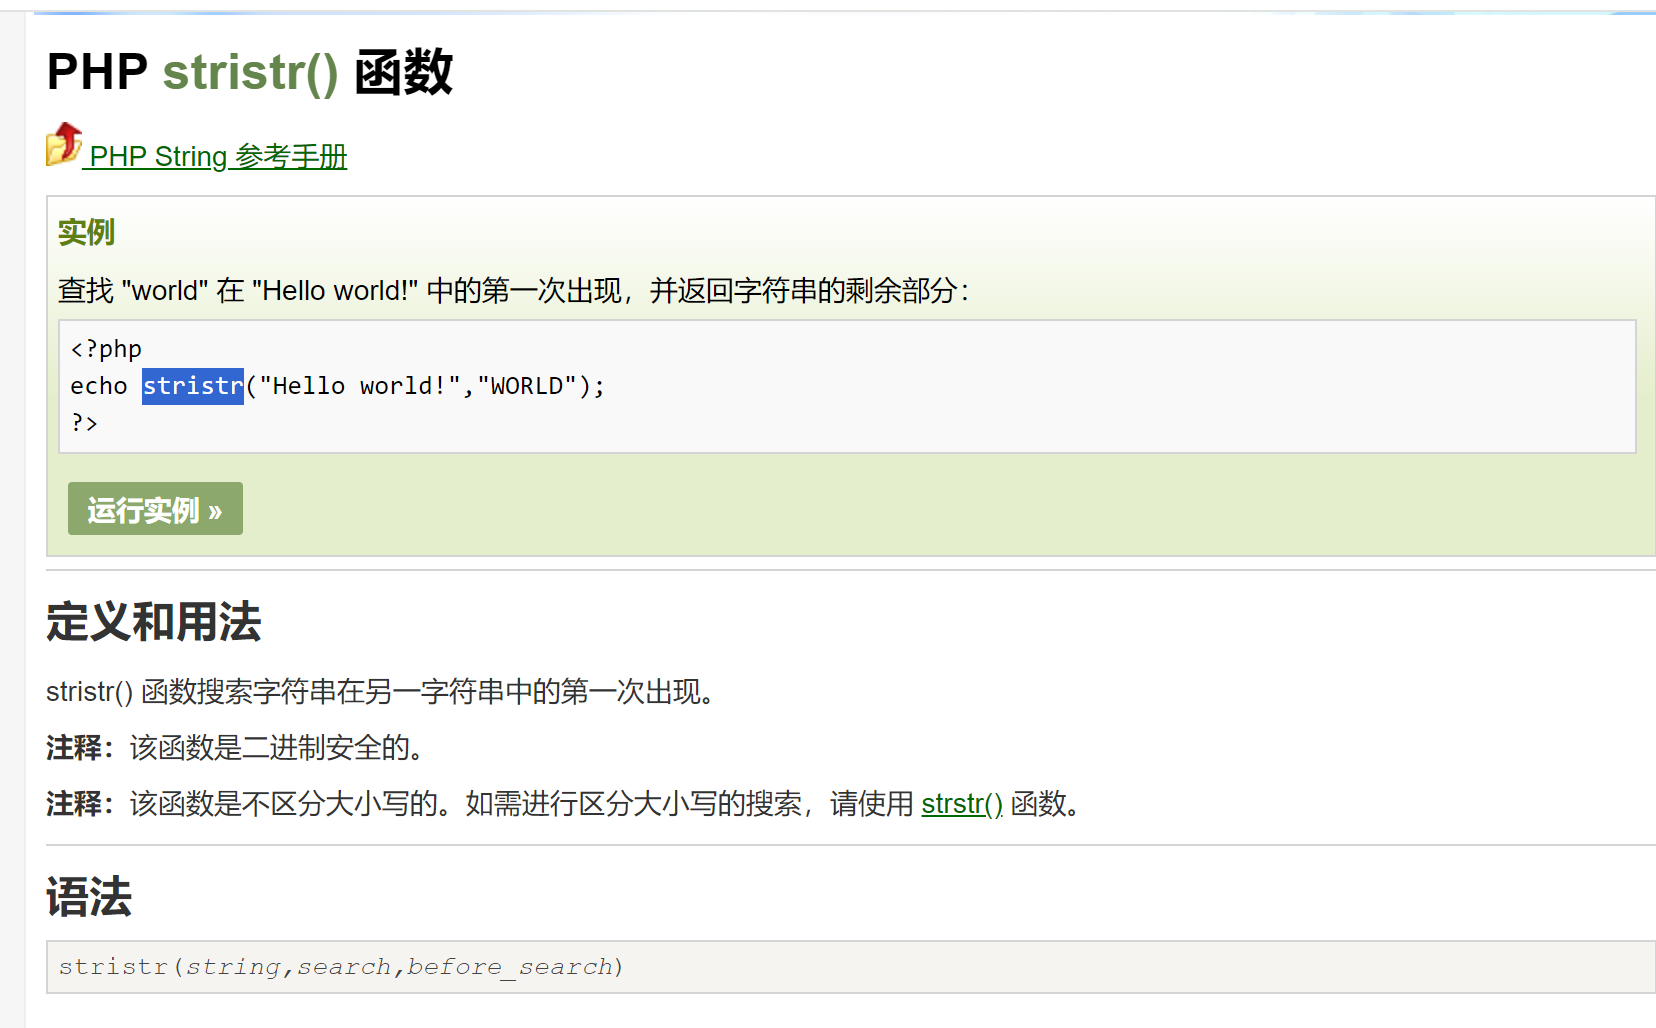 PHP stristr() 函数
PHP String 参考手册
实例
查找 "world" 在 "Hello world!" 中的第一次出现，并返回字符串的剩余部分：
<?php
echo stristr("Hello world!","WORLD");
?>
运行实例 »
定义和用法
stristr() 函数搜索字符串在另一字符串中的第一次出现。
注释：该函数是二进制安全的。
注释：该函数是不区分大小写的。如需进行区分大小写的搜索，请使用 strstr() 函数。
语法
stristr(string,search,before_search)